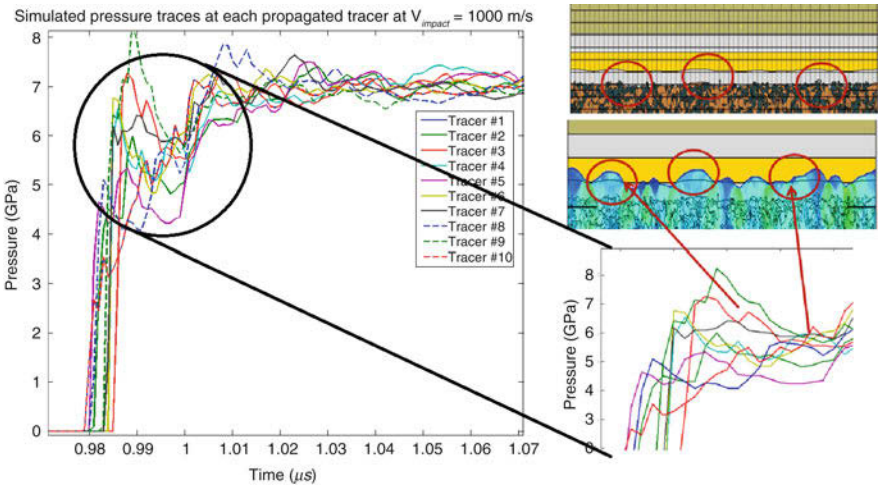 Simulated pressure traces at each propagated tracer at V_impact = 1000 m/s
Pressure (GPa)
8
7
6
5
4
3
2
1
0
0.98 0.99 1 1.01 1.02 1.03 1.04 1.05 1.06 1.07
Time (μs)
Tracer #1
Tracer #2
Tracer #3
Tracer #4
Tracer #5
Tracer #6
Tracer #7
Tracer #8
Tracer #9
Tracer #10
Pressure (GPa)
8
7
6
5
4
3
2